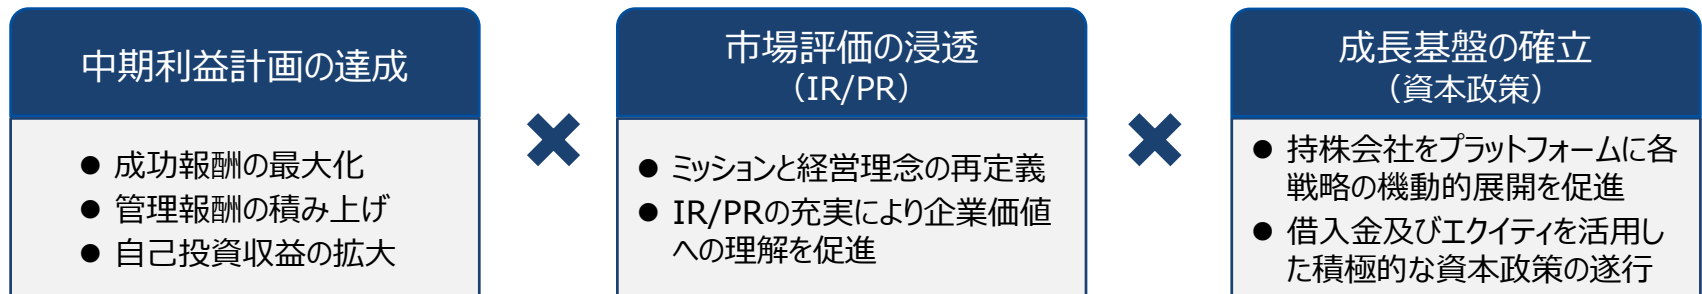 中期利益計画の達成
● 成功報酬の最大化
● 管理報酬の積み上げ
● 自己投資収益の拡大
市場評価の浸透
（IR/PR）
● ミッションと経営理念の再定義
● IR/PRの充実により企業価値
への理解を促進
成長基盤の確立
（資本政策）
● 持株会社をプラットフォームに各
戦略の機動的展開を促進
● 借入金及びエクイティを活用し
た積極的な資本政策の遂行